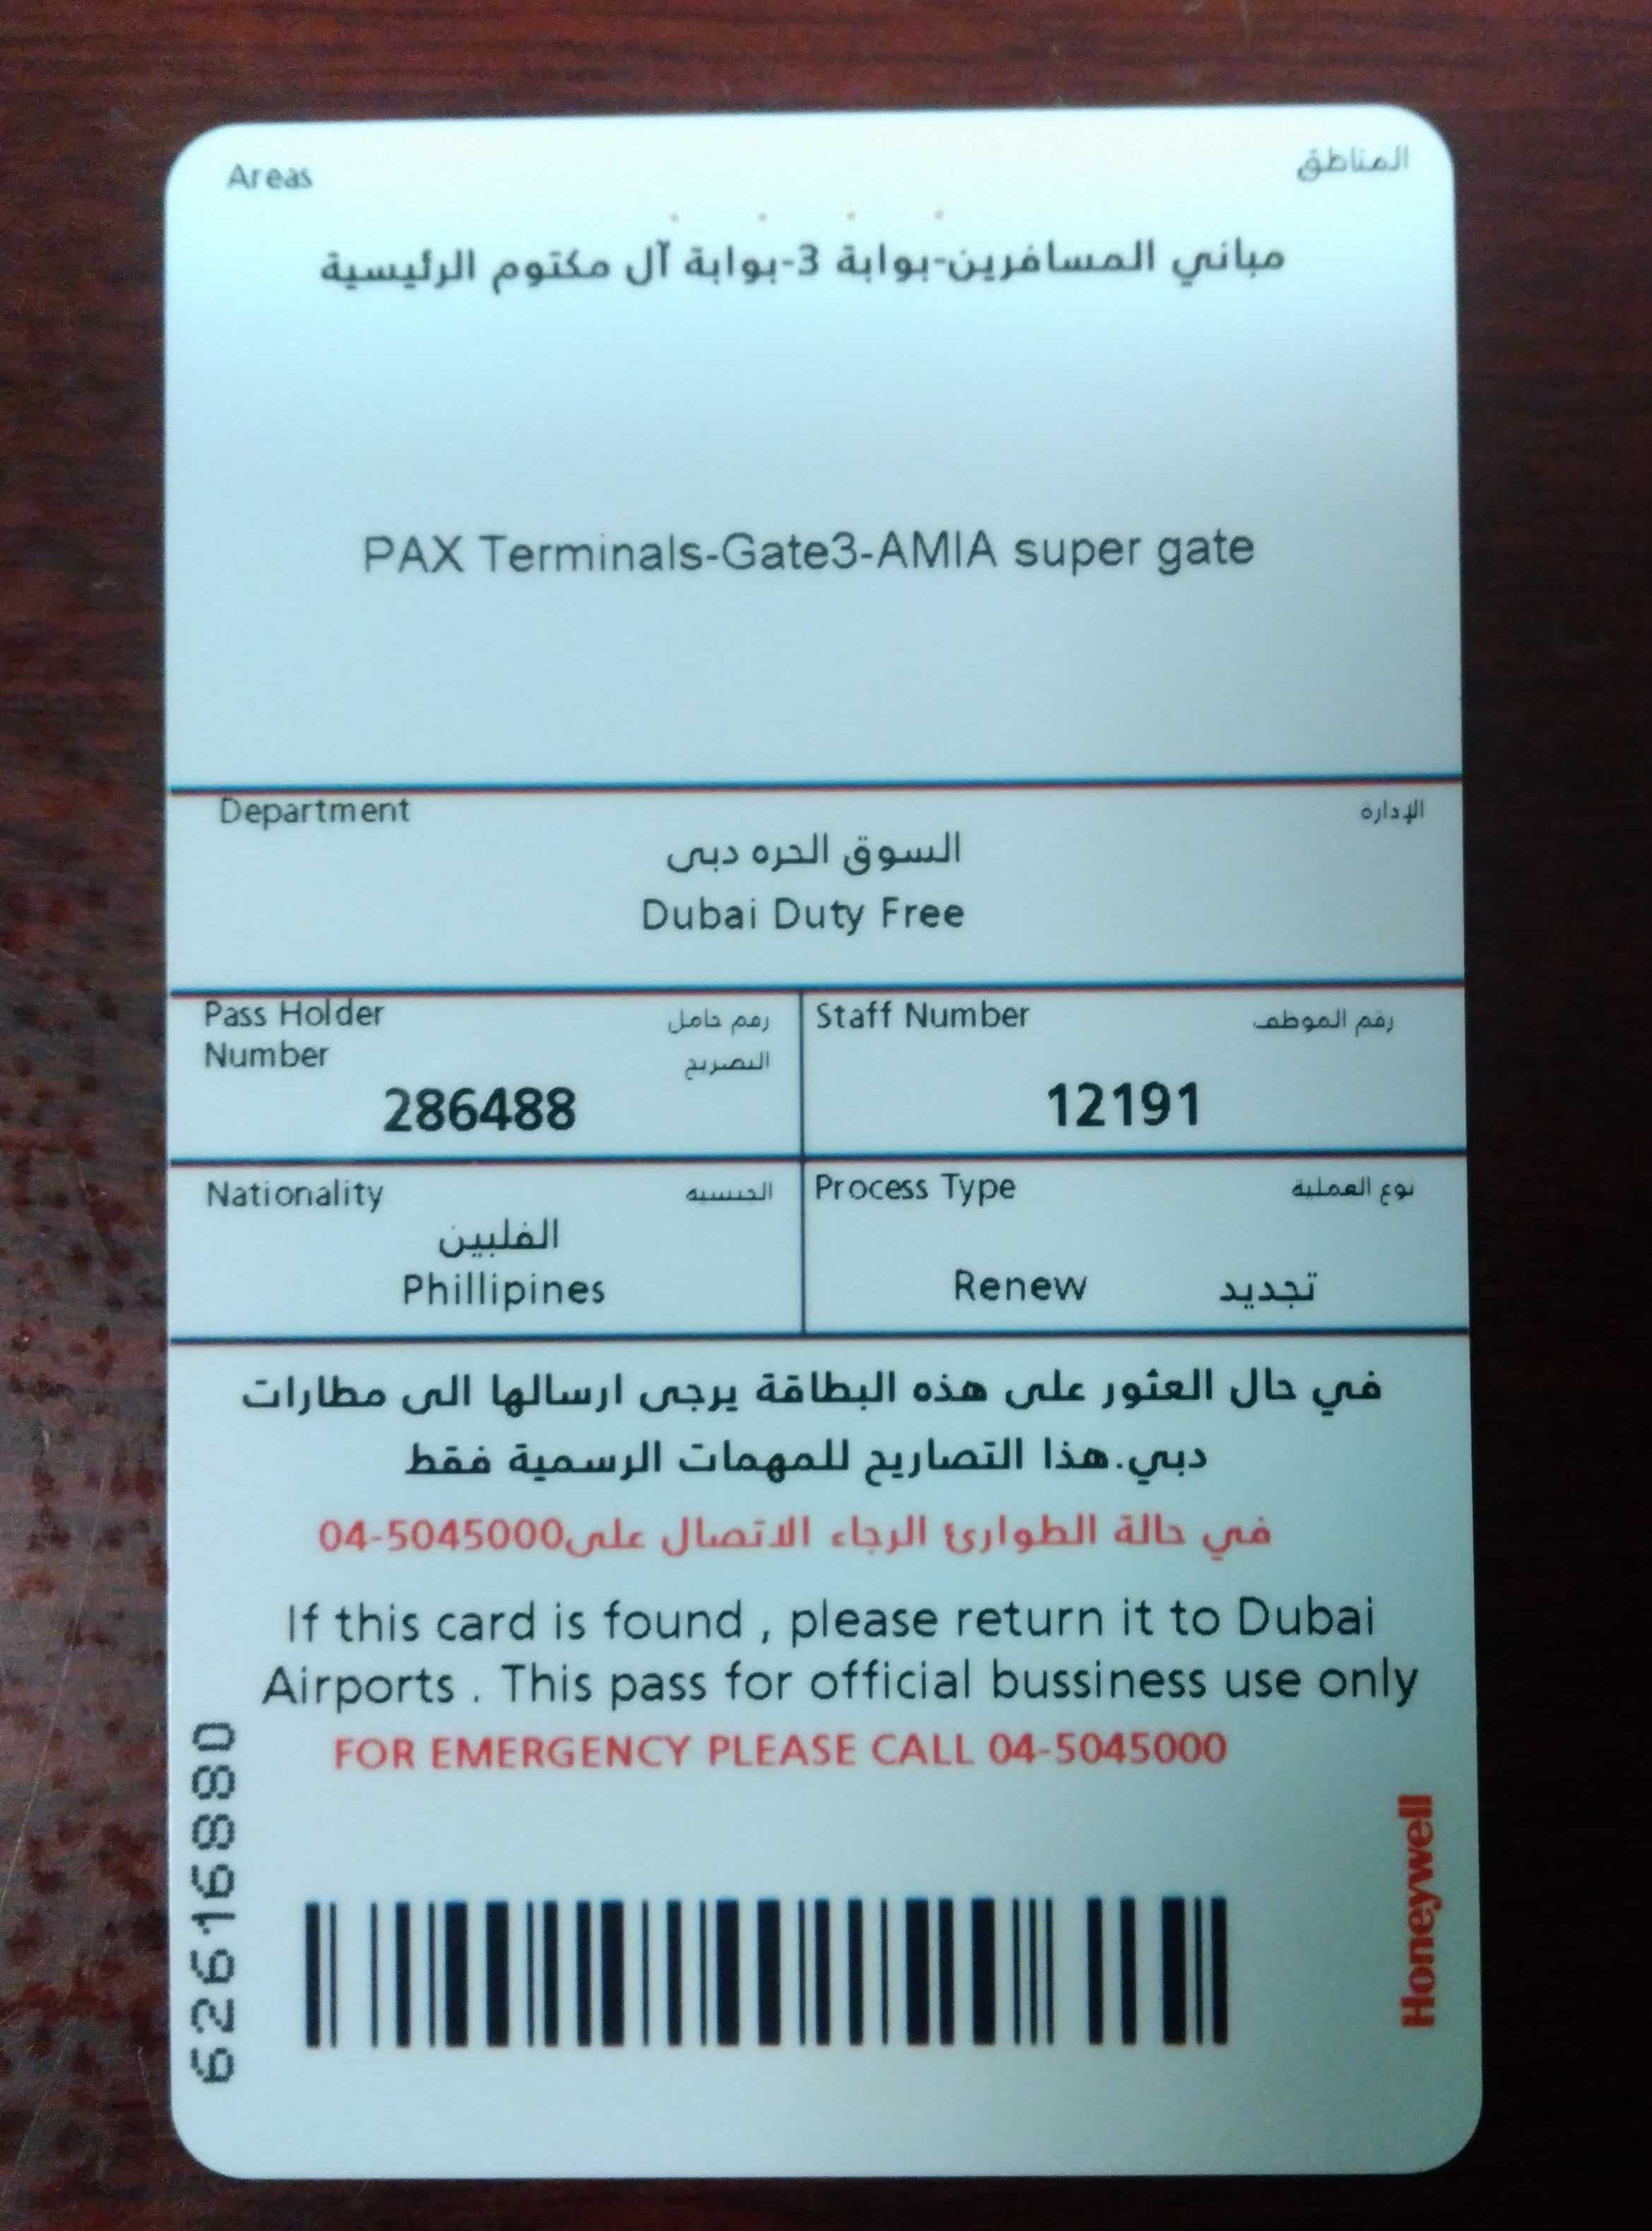 Areas المناطق
مباني المسافرين-بوابة 3-بوابة آل مكتوم الرئيسية
PAX Terminals-Gate3-AMIA super gate
Department الإدارة
السوق الحره دبى
Dubai Duty Free
Pass Holder رقم حامل
Number التصريح
286488
Staff Number رقم الموظف
12191
Nationality الجنسية
الفلبين
Phillipines
Process Type نوع العملية
Renew تجديد
في حال العثور على هذه البطاقة يرجى ارسالها الى مطارات
دبي.هذا التصاريح للمهمات الرسمية فقط
في حالة الطوارئ الرجاء الاتصال على04-5045000
If this card is found , please return it to Dubai
Airports . This pass for official bussiness use only
FOR EMERGENCY PLEASE CALL 04-5045000
626916880
Honeywell